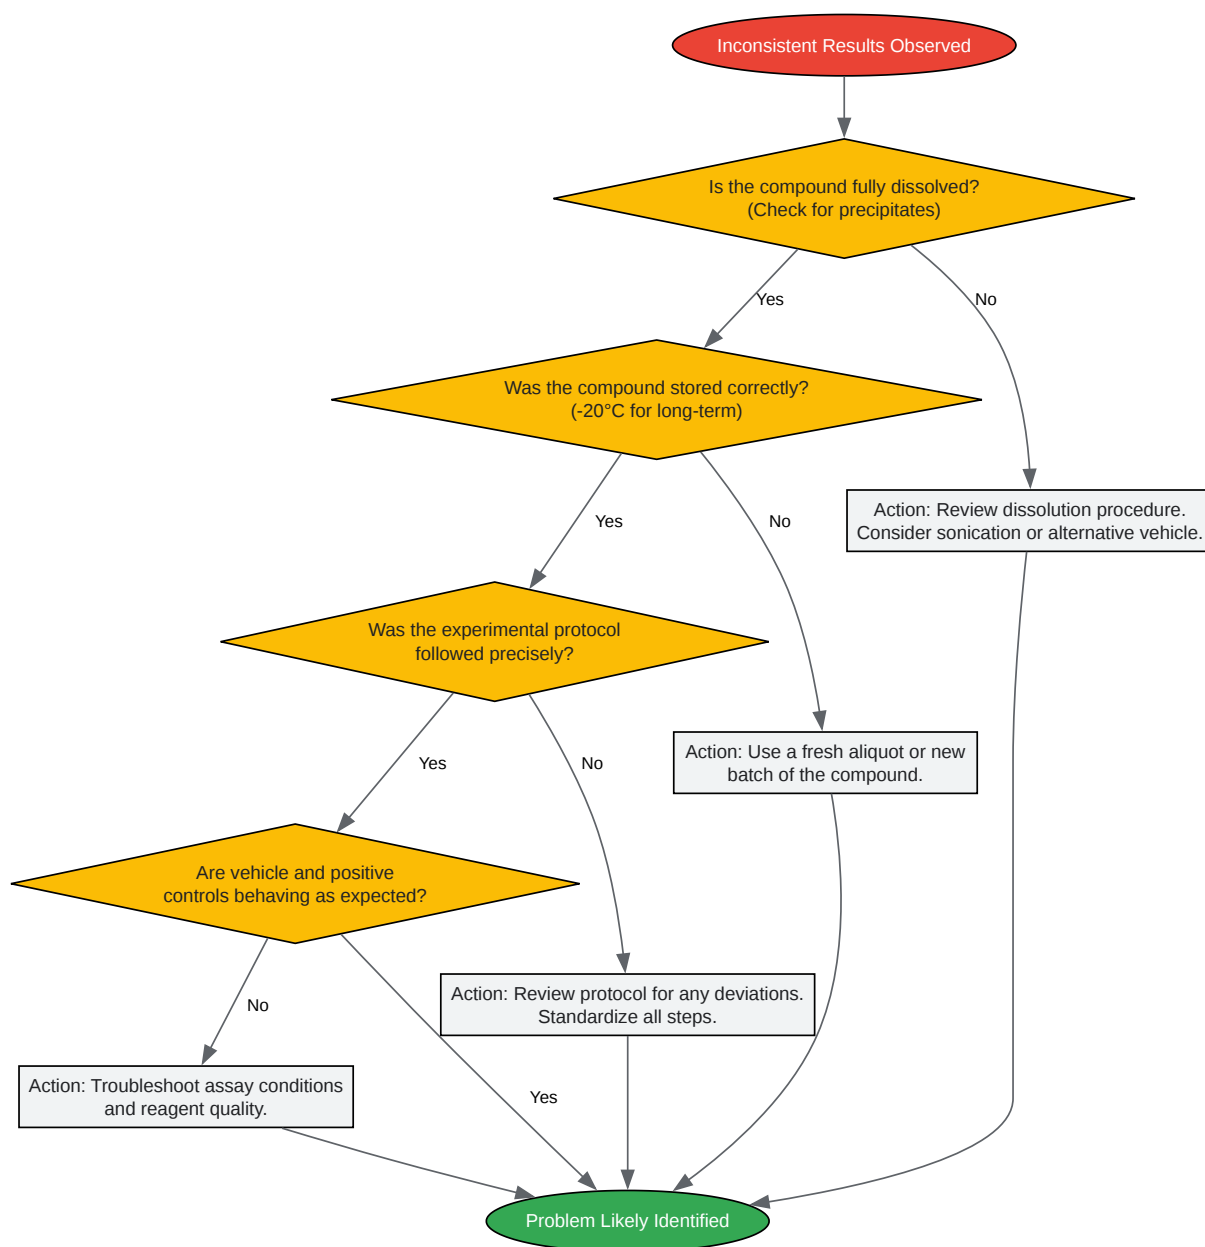 Inconsistent Results Observed
Is the compound fully dissolved?
(Check for precipitates)
Yes
No
Was the compound stored correctly?
(-20°C for long-term)
Yes
No
Action: Review dissolution procedure.
Consider sonication or alternative vehicle.
Was the experimental protocol
followed precisely?
Yes
No
Action: Use a fresh aliquot or new
batch of the compound.
Are vehicle and positive
controls behaving as expected?
No
Yes
Action: Review protocol for any deviations.
Standardize all steps.
Action: Troubleshoot assay conditions
and reagent quality.
Problem Likely Identified